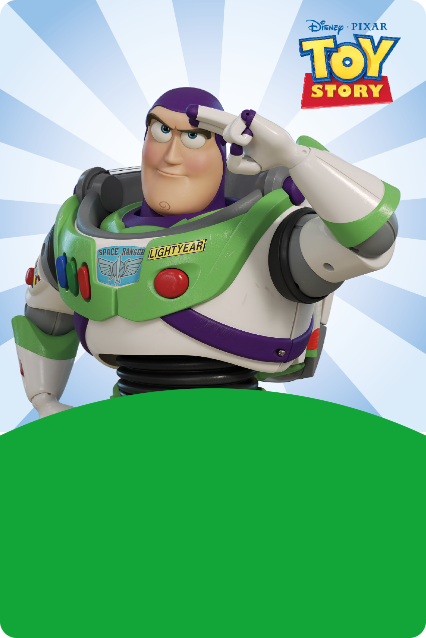 Disney · PIXAR
TOY
STORY
SPACE RANGER
LIGHTYEAR